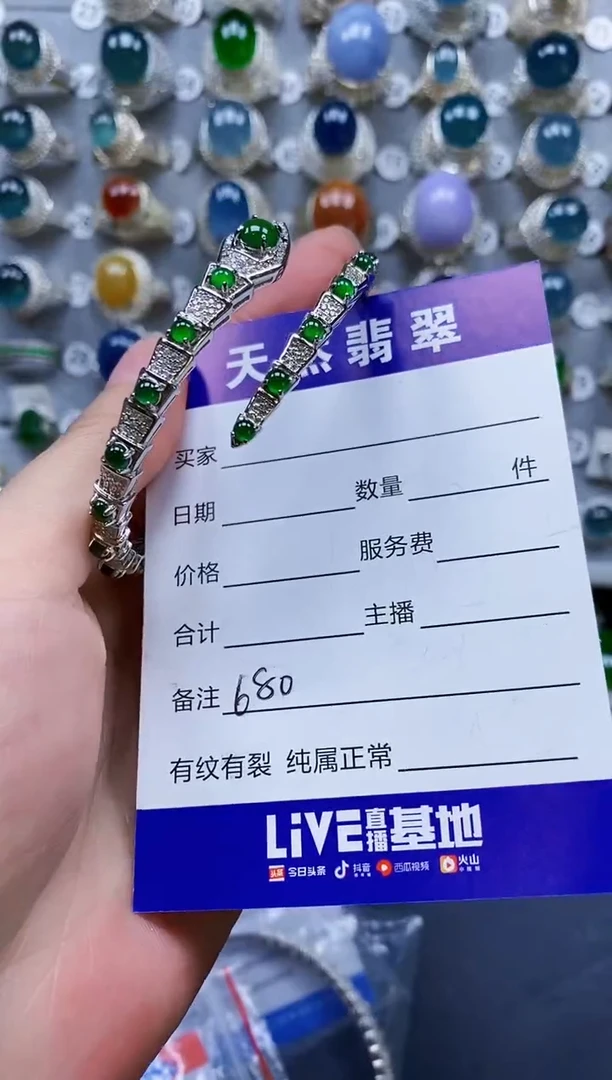 天然翡翠
买家
日期 数量 件
价格 服务费
合计 主播
备注 680
有纹有裂 纯属正常
LiVE直播基地
头条 今日头条 抖音 西瓜视频 火山